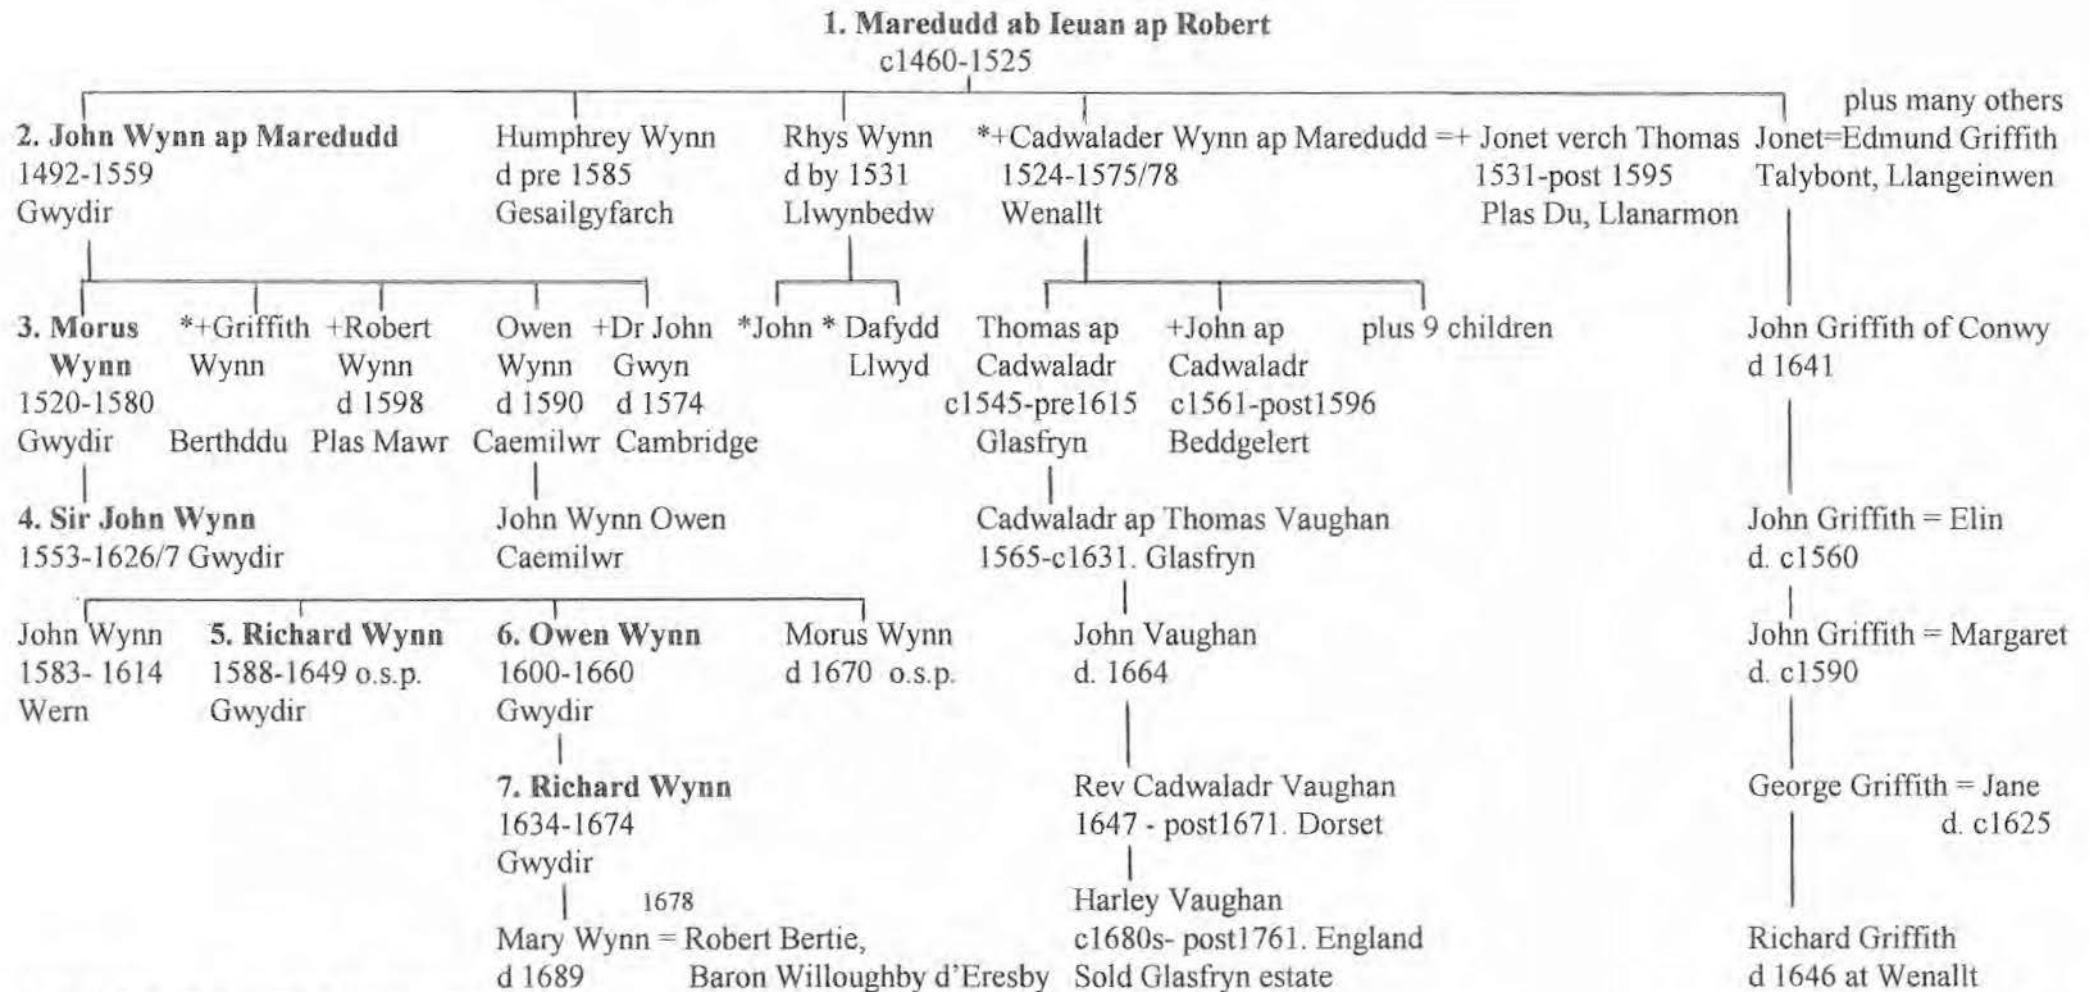 1. Maredudd ab Ieuan ap Robert
c1460-1525
plus many others
2. John Wynn ap Maredudd
1492-1559
Gwydir
Humphrey Wynn
d pre 1585
Gesailgyfarch
Rhys Wynn
d by 1531
Llwynbedw
*+Cadwalader Wynn ap Maredudd =+ Jonet verch Thomas
1524-1575/78
Wenallt
1531-post 1595
Plas Du, Llanarmon
Jonet=Edmund Griffith
Talybont, Llangeinwen
3. Morus
Wynn
1520-1580
Gwydir
*+Griffith
Wynn
Berthddu
+Robert
Wynn
d 1598
Plas Mawr
Owen
Wynn
d 1590
Caemilwr
+Dr John
Gwyn
d 1574
Cambridge
*John
* Dafydd
Llwyd
Thomas ap
Cadwaladr
c1545-pre1615
Glasfryn
+John ap
Cadwaladr
c1561-post1596
Beddgelert
plus 9 children
John Griffith of Conwy
d 1641
4. Sir John Wynn
1553-1626/7 Gwydir
John Wynn Owen
Caemilwr
Cadwaladr ap Thomas Vaughan
1565-c1631. Glasfryn
John Griffith = Elin
d. c1560
John Wynn
1583- 1614
Wern
5. Richard Wynn
1588-1649 o.s.p.
Gwydir
6. Owen Wynn
1600-1660
Gwydir
Morus Wynn
d 1670 o.s.p.
John Vaughan
d. 1664
John Griffith = Margaret
d. c1590
7. Richard Wynn
1634-1674
Gwydir
Rev Cadwaladr Vaughan
1647 - post1671. Dorset
George Griffith = Jane
d. c1625
1678
Mary Wynn = Robert Bertie,
d 1689
Baron Willoughby d'Eresby
Harley Vaughan
c1680s- post1761. England
Sold Glasfryn estate
Richard Griffith
d 1646 at Wenallt